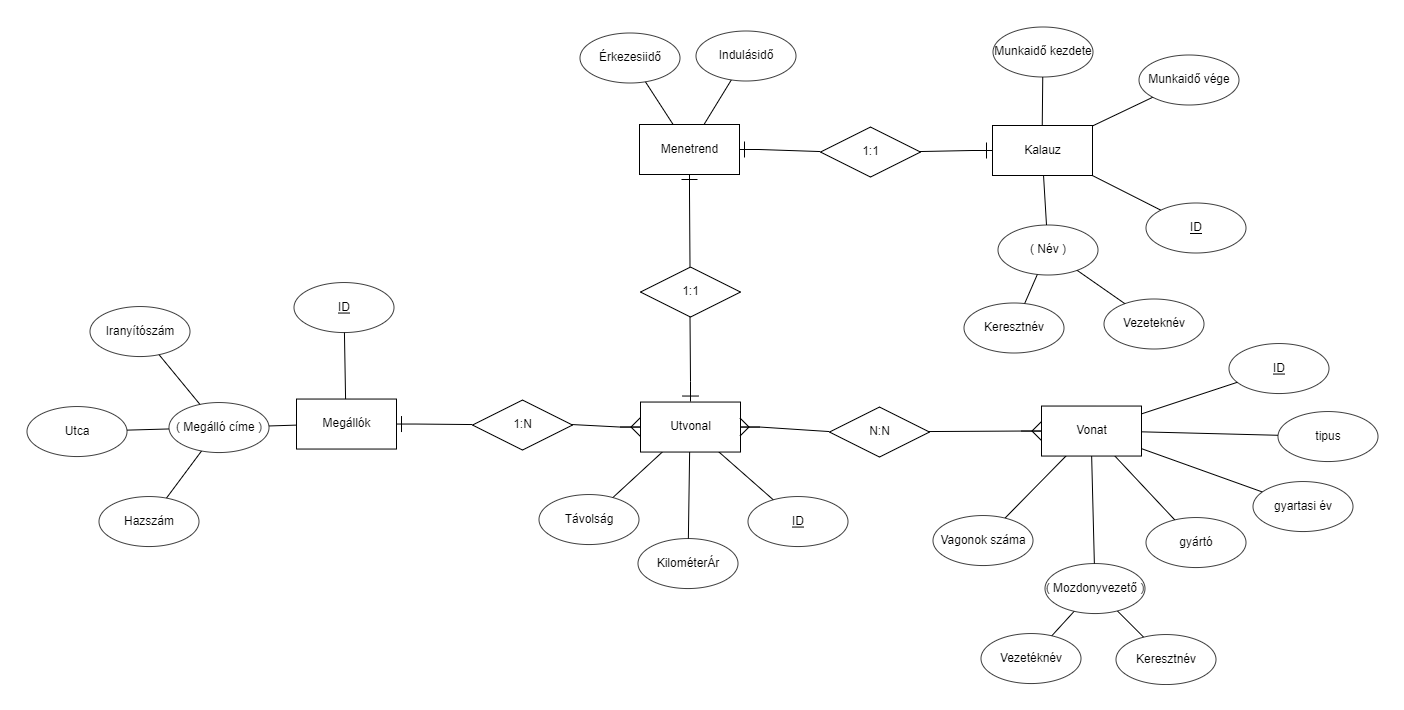 Érkezesiidő
Indulásidő
Munkaidő kezdete
Munkaidő vége
Menetrend
1:1
Kalauz
ID
( Név )
Keresztnév
Vezeteknév
1:1
ID
Iranyítószám
Utca
( Megálló címe )
Hazszám
Megállók
1:N
Utvonal
N:N
Vonat
ID
tipus
gyartasi év
gyártó
Vagonok száma
( Mozdonyvezető )
Vezetéknév
Keresztnév
Távolság
KilométerÁr
ID